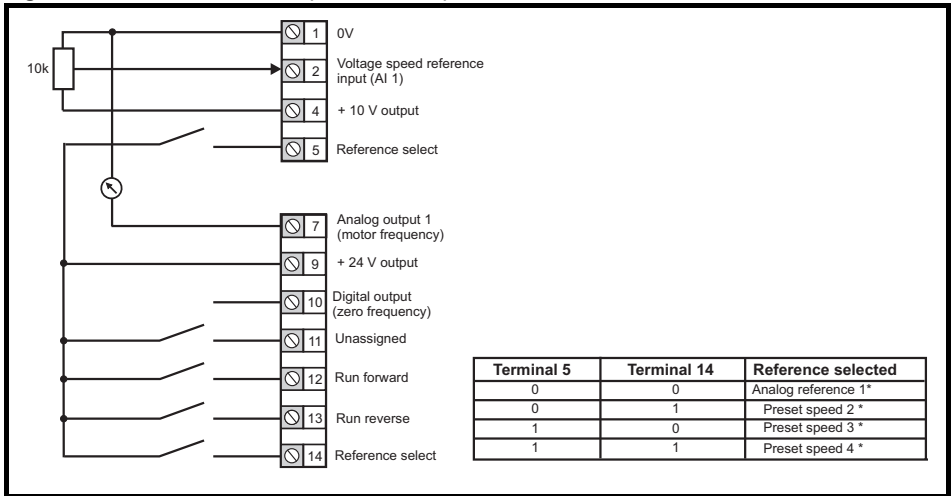 10k
1 0V
2 Voltage speed reference
input (AI 1)
4 + 10 V output
5 Reference select
7 Analog output 1
(motor frequency)
9 + 24 V output
10 Digital output
(zero frequency)
11 Unassigned
12 Run forward
13 Run reverse
14 Reference select
Terminal 5 Terminal 14 Reference selected
0 0 Analog reference 1*
0 1 Preset speed 2 *
1 0 Preset speed 3 *
1 1 Preset speed 4 *